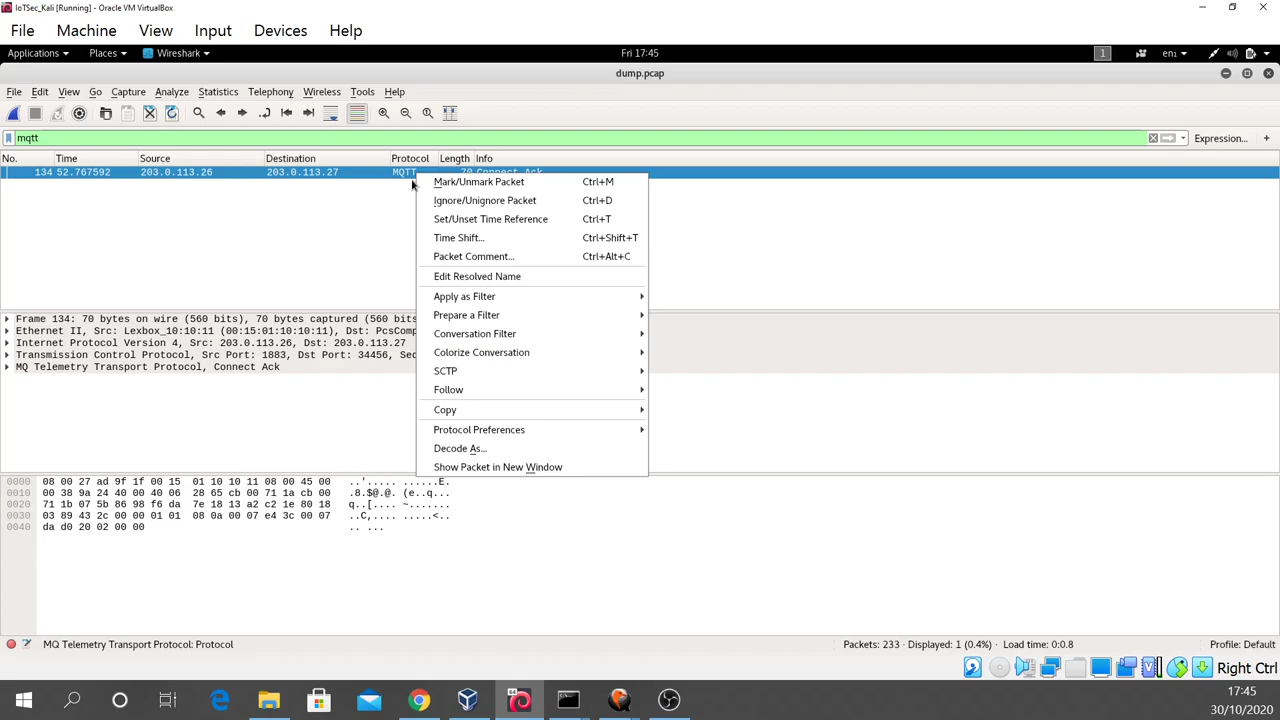 IoTSec_Kali [Running] - Oracle VM VirtualBox
File Machine View Input Devices Help
Applications Places Wireshark Fri 17:45 1 en1
dump.pcap
File Edit View Go Capture Analyze Statistics Telephony Wireless Tools Help
mqtt Expression... +
No. Time Source Destination Protocol Length Info
134 52.767592 203.0.113.26 203.0.113.27 MQTT 70 Connect Ack
Mark/Unmark Packet Ctrl+M
Ignore/Unignore Packet Ctrl+D
Set/Unset Time Reference Ctrl+T
Time Shift... Ctrl+Shift+T
Packet Comment... Ctrl+Alt+C
Edit Resolved Name
Apply as Filter
Prepare a Filter
Conversation Filter
Colorize Conversation
SCTP
Follow
Copy
Protocol Preferences
Decode As...
Show Packet in New Window
Frame 134: 70 bytes on wire (560 bits), 70 bytes captured (560 bits
Ethernet II, Src: Lexbox_10:10:11 (00:15:01:10:10:11), Dst: PcsComp
Internet Protocol Version 4, Src: 203.0.113.26, Dst: 203.0.113.27
Transmission Control Protocol, Src Port: 1883, Dst Port: 34456, Seq
MQ Telemetry Transport Protocol, Connect Ack
0000 08 00 27 ad 9f 1f 00 15 01 10 10 11 08 00 45 00 ..'..... ......E.
0010 00 38 9a 24 40 00 40 06 28 65 cb 00 71 1a cb 00 .8.$@.@. (e..q...
0020 71 1b 07 5b 86 98 f6 da 7e 18 13 a2 c2 1e 80 18 q..[.... ~.......
0030 03 89 43 2c 00 00 01 01 08 0a 00 07 e4 3c 00 07 ..C,.... .....<..
0040 da d0 20 02 00 00 .. ...
MQ Telemetry Transport Protocol: Protocol Packets: 233 · Displayed: 1 (0.4%) · Load time: 0:0.8 Profile: Default
Right Ctrl
17:45
30/10/2020